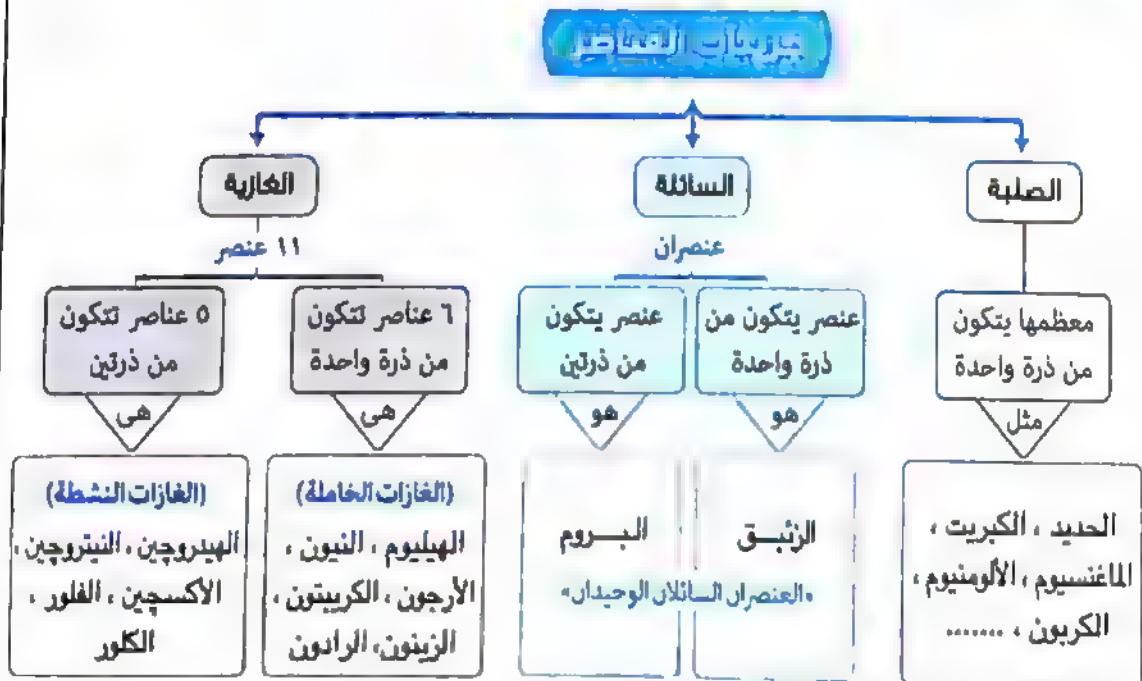 جزيئات العناصر
الصلبة
السائلة
الغازية
عنصران
١١ عنصر
معظمها يتكون
من ذرة واحدة
مثل
الحديد ، الكبريت ،
الماغنسيوم ، الألومنيوم ،
الكربون ، .......
عنصر يتكون من
ذرة واحدة
هو
الزئبق
عنصر يتكون
من ذرتين
هو
البروم
«العنصران السائلان الوحيدان»
٦ عناصر تتكون
من ذرة واحدة
هى
(الغازات الخاملة)
الهيليوم ، النيون ،
الأرجون ، الكريبتون ،
الزينون، الرادون
٥ عناصر تتكون
من ذرتين
هى
(الغازات النشطة)
الهيدروچين ، النيتروچين ،
الأكسچين ، الفلور ،
الكلور